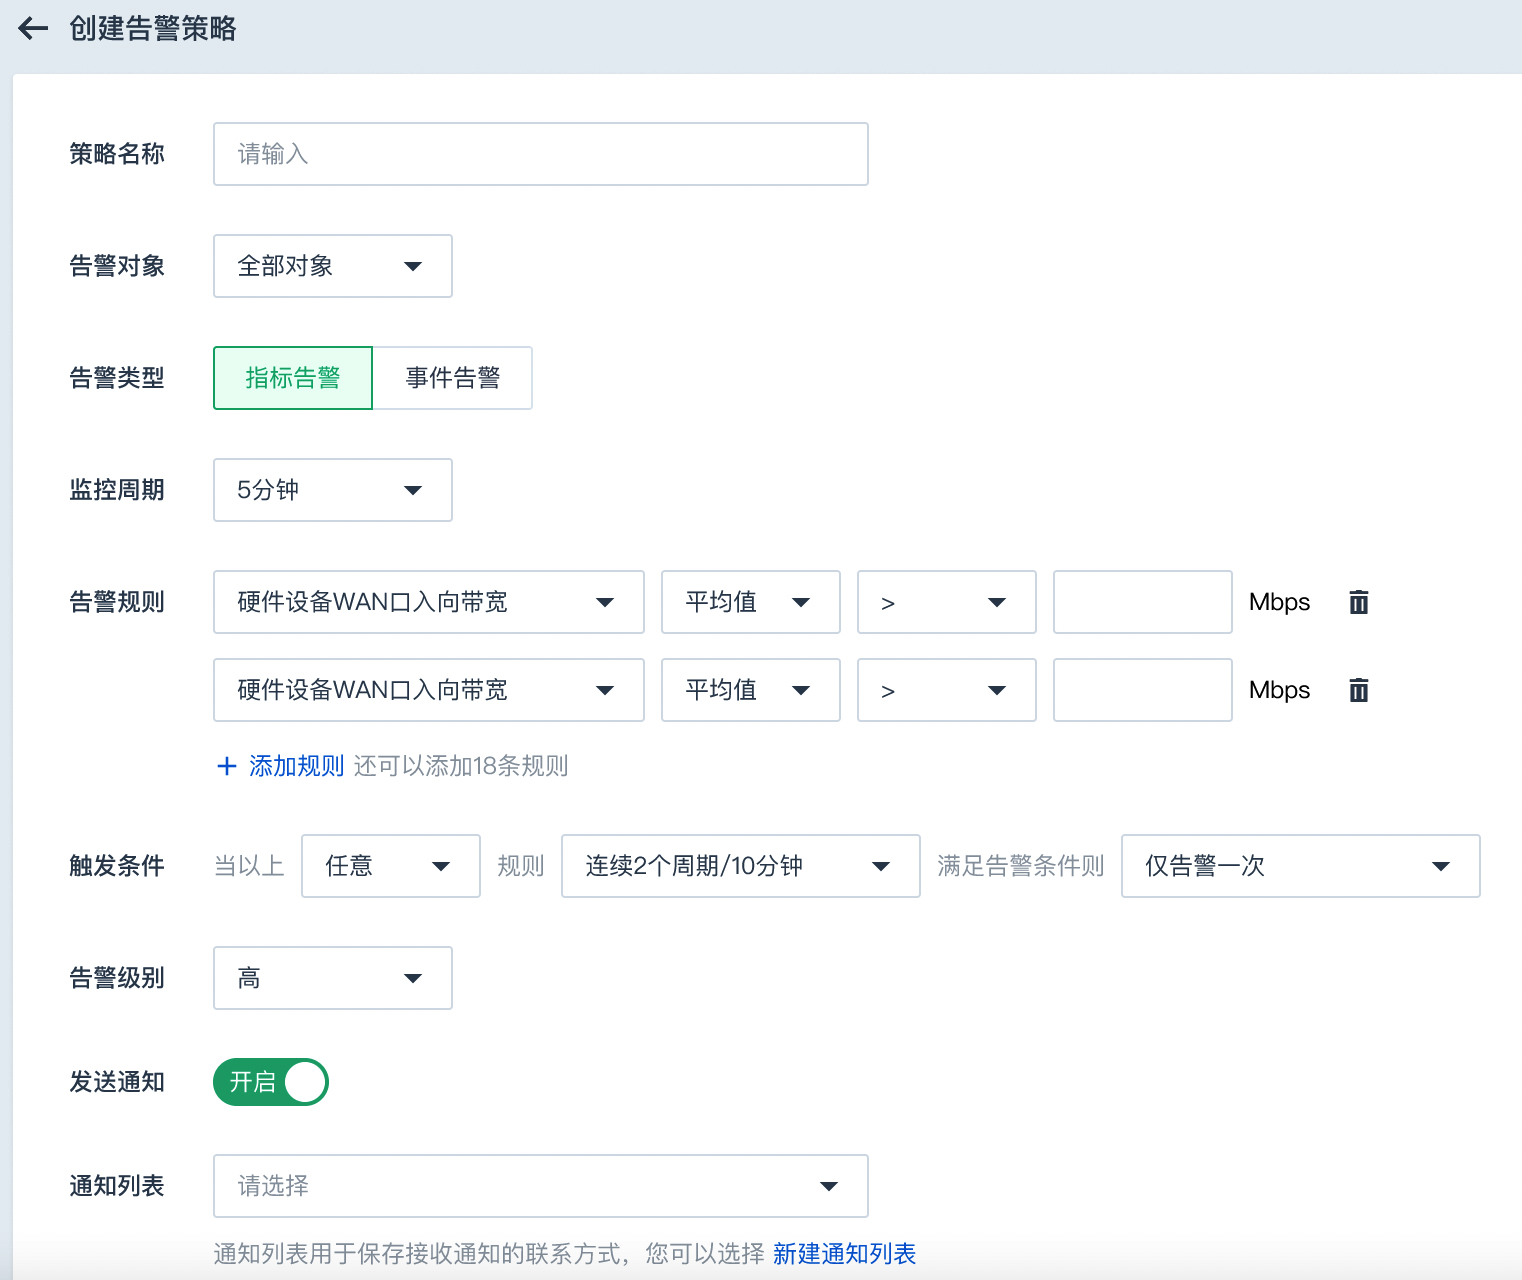 创建告警策略
策略名称 请输入
告警对象 全部对象
告警类型 指标告警 事件告警
监控周期 5分钟
告警规则 硬件设备WAN口入向带宽 平均值 > Mbps
硬件设备WAN口入向带宽 平均值 > Mbps
+ 添加规则 还可以添加18条规则
触发条件 当以上 任意 规则 连续2个周期/10分钟 满足告警条件则 仅告警一次
告警级别 高
发送通知 开启
通知列表 请选择
通知列表用于保存接收通知的联系方式，您可以选择 新建通知列表